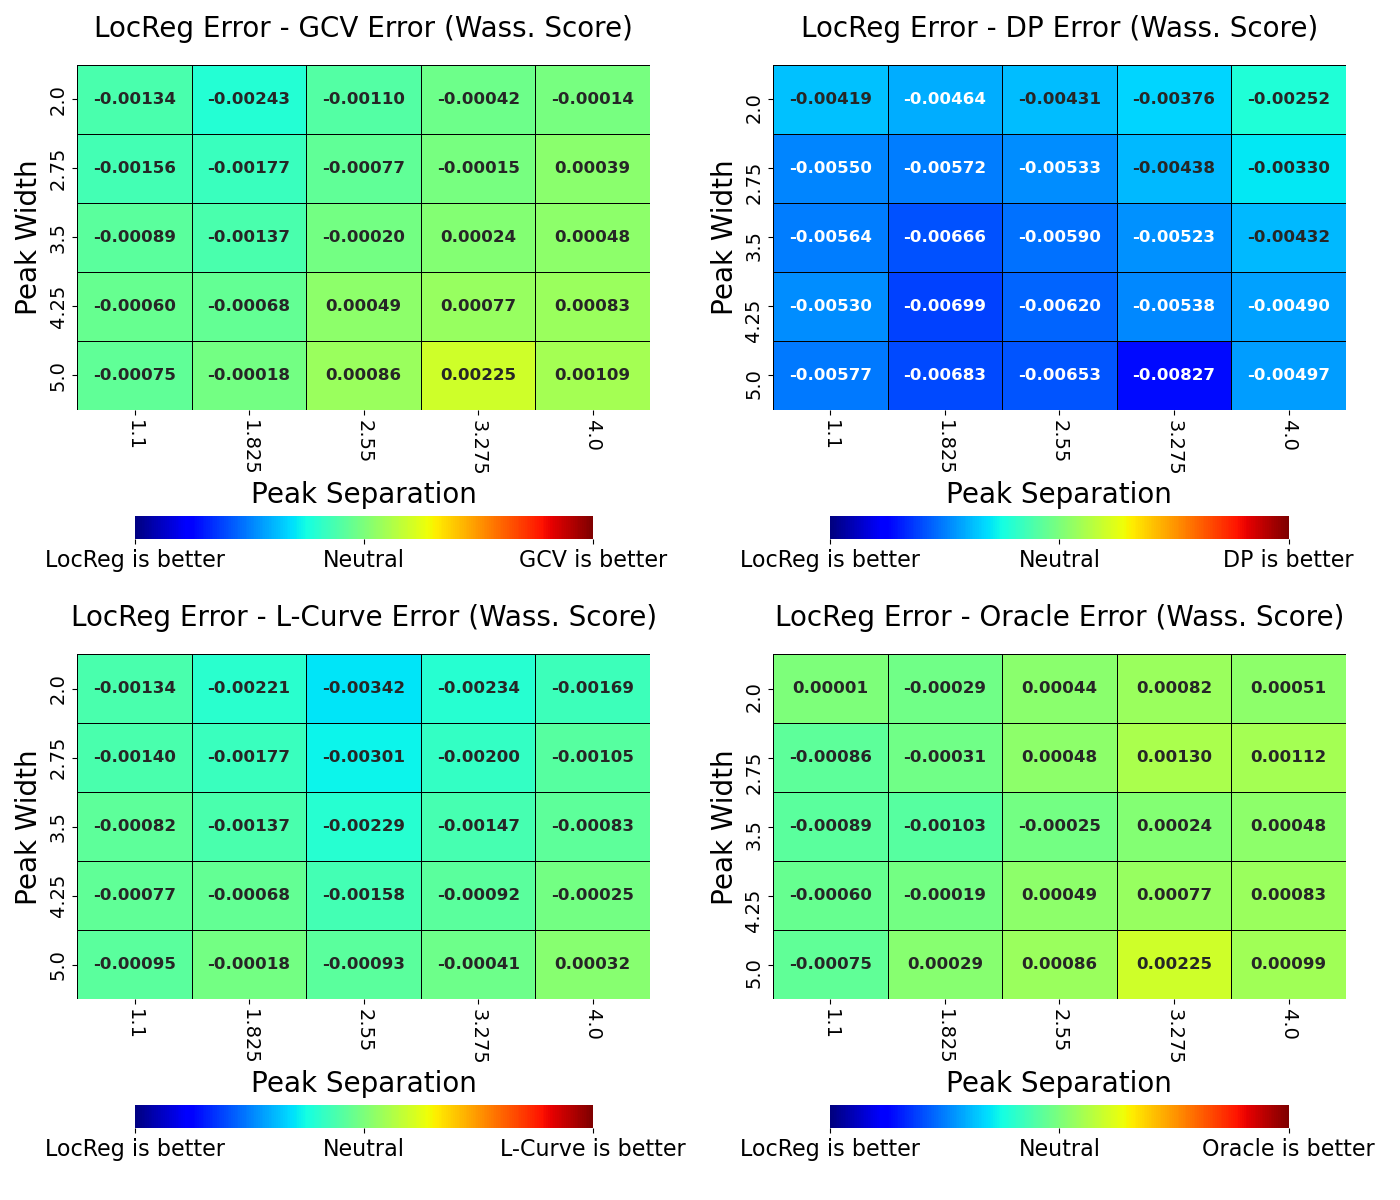 LocReg Error - GCV Error (Wass. Score)
Peak Width
2.0 -0.00134 -0.00243 -0.00110 -0.00042 -0.00014
2.75 -0.00156 -0.00177 -0.00077 -0.00015 0.00039
3.5 -0.00089 -0.00137 -0.00020 0.00024 0.00048
4.25 -0.00060 -0.00068 0.00049 0.00077 0.00083
5.0 -0.00075 -0.00018 0.00086 0.00225 0.00109
1.1 1.825 2.55 3.275 4.0
Peak Separation
LocReg is better Neutral GCV is better
LocReg Error - DP Error (Wass. Score)
Peak Width
2.0 -0.00419 -0.00464 -0.00431 -0.00376 -0.00252
2.75 -0.00550 -0.00572 -0.00533 -0.00438 -0.00330
3.5 -0.00564 -0.00666 -0.00590 -0.00523 -0.00432
4.25 -0.00530 -0.00699 -0.00620 -0.00538 -0.00490
5.0 -0.00577 -0.00683 -0.00653 -0.00827 -0.00497
1.1 1.825 2.55 3.275 4.0
Peak Separation
LocReg is better Neutral DP is better
LocReg Error - L-Curve Error (Wass. Score)
Peak Width
2.0 -0.00134 -0.00221 -0.00342 -0.00234 -0.00169
2.75 -0.00140 -0.00177 -0.00301 -0.00200 -0.00105
3.5 -0.00082 -0.00137 -0.00229 -0.00147 -0.00083
4.25 -0.00077 -0.00068 -0.00158 -0.00092 -0.00025
5.0 -0.00095 -0.00018 -0.00093 -0.00041 0.00032
1.1 1.825 2.55 3.275 4.0
Peak Separation
LocReg is better Neutral L-Curve is better
LocReg Error - Oracle Error (Wass. Score)
Peak Width
2.0 0.00001 -0.00029 0.00044 0.00082 0.00051
2.75 -0.00086 -0.00031 0.00048 0.00130 0.00112
3.5 -0.00089 -0.00103 -0.00025 0.00024 0.00048
4.25 -0.00060 -0.00019 0.00049 0.00077 0.00083
5.0 -0.00075 0.00029 0.00086 0.00225 0.00099
1.1 1.825 2.55 3.275 4.0
Peak Separation
LocReg is better Neutral Oracle is better